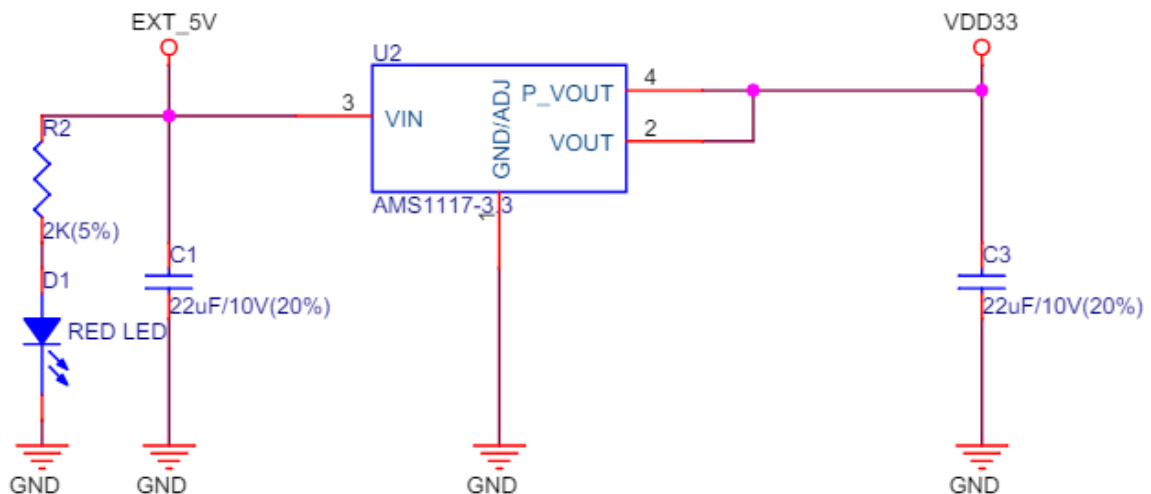 EXT_5V
VDD33
U2
R2
3
VIN
GND/ADJ
P_VOUT
4
VOUT
2
AMS1117-3.3
2K(5%)
C1
C3
D1
22uF/10V(20%)
22uF/10V(20%)
RED LED
GND
GND
GND
GND